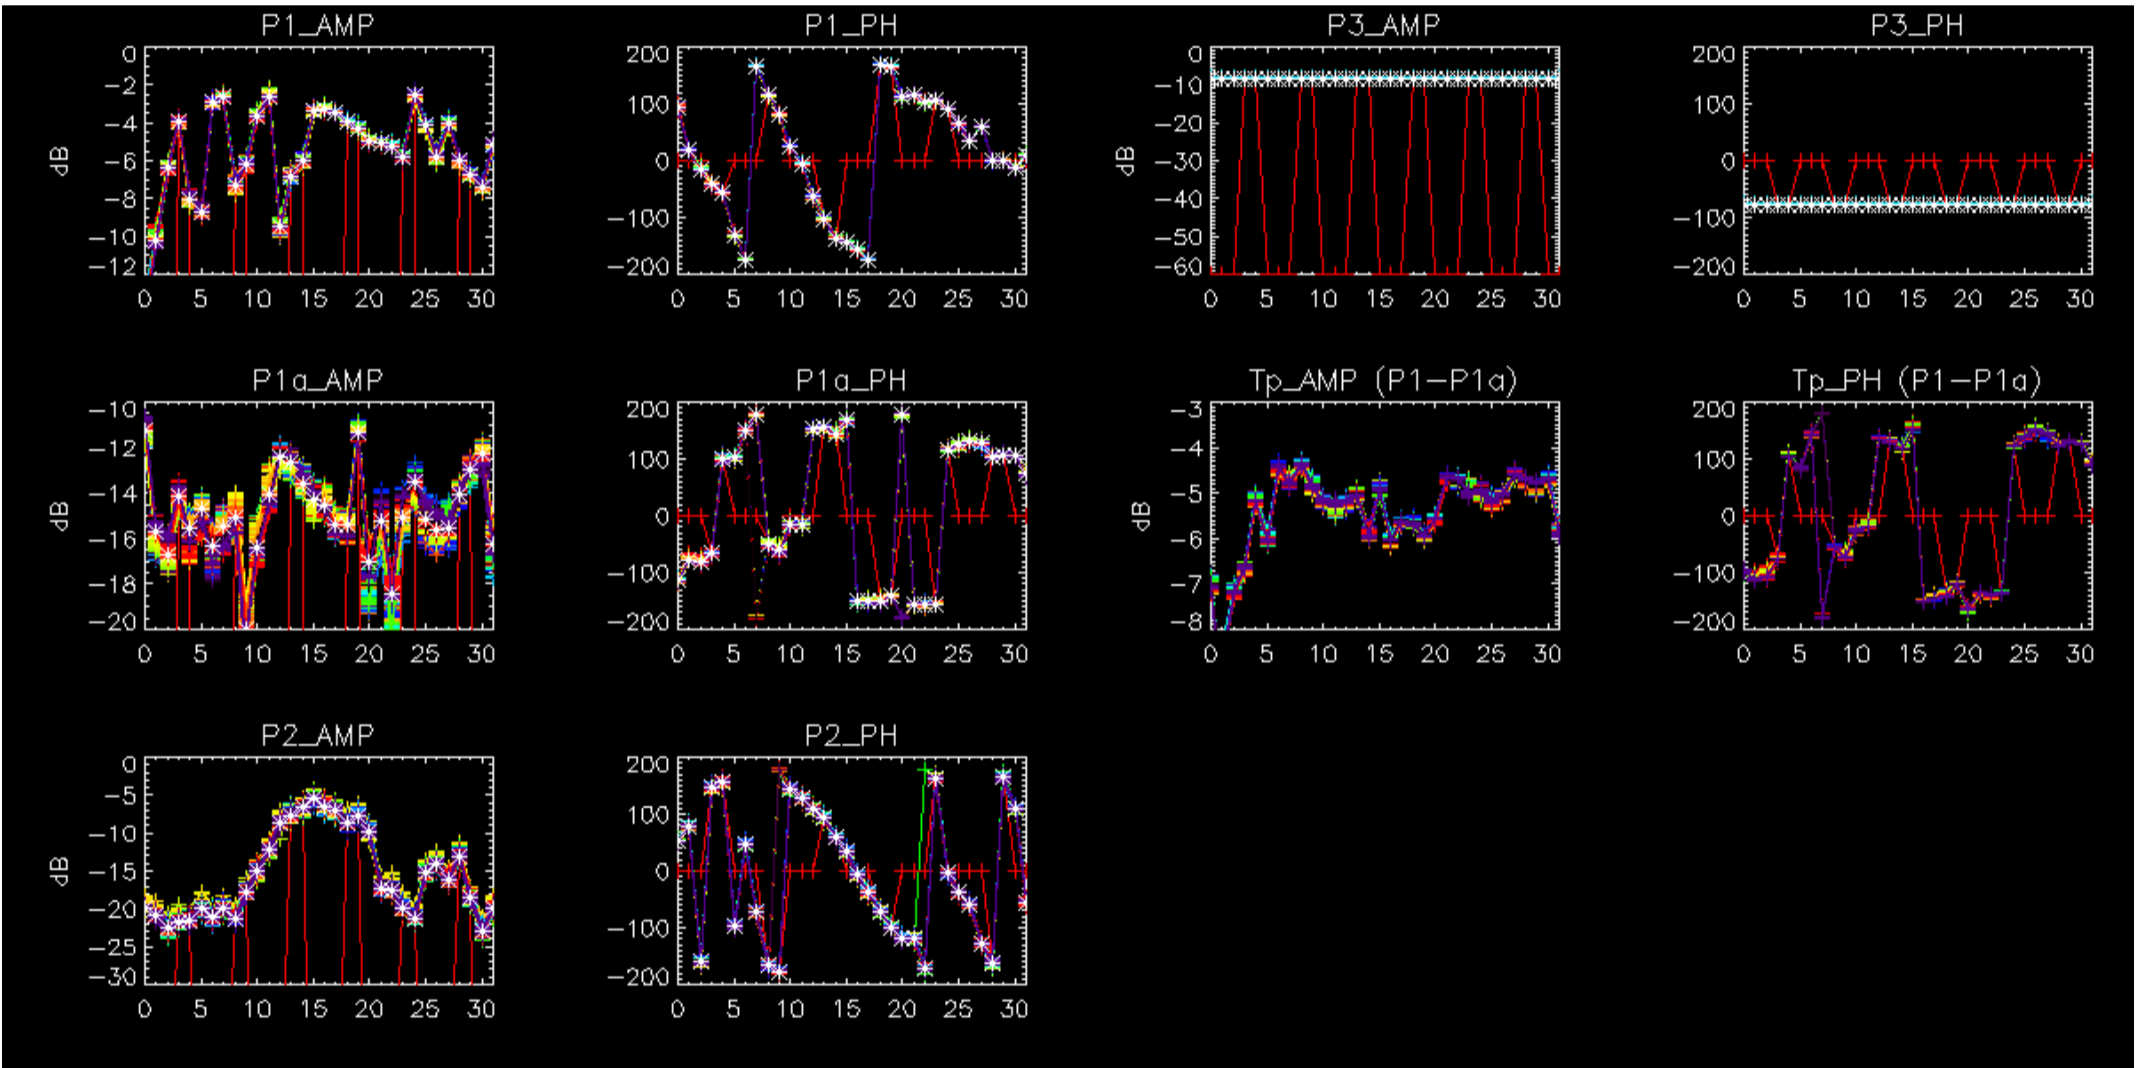 P1_AMP
P1_PH
P3_AMP
P3_PH
dB
0
−2
−4
−6
−8
−10
−12
0 5 10 15 20 25 30
200
100
0
−100
−200
0 5 10 15 20 25 30
dB
0
−10
−20
−30
−40
−50
−60
0 5 10 15 20 25 30
200
100
0
−100
−200
0 5 10 15 20 25 30
P1a_AMP
P1a_PH
Tp_AMP (P1−P1a)
Tp_PH (P1−P1a)
dB
−10
−12
−14
−16
−18
−20
0 5 10 15 20 25 30
200
100
0
−100
−200
0 5 10 15 20 25 30
dB
−3
−4
−5
−6
−7
−8
0 5 10 15 20 25 30
200
100
0
−100
−200
0 5 10 15 20 25 30
P2_AMP
P2_PH
dB
0
−5
−10
−15
−20
−25
−30
0 5 10 15 20 25 30
200
100
0
−100
−200
0 5 10 15 20 25 30